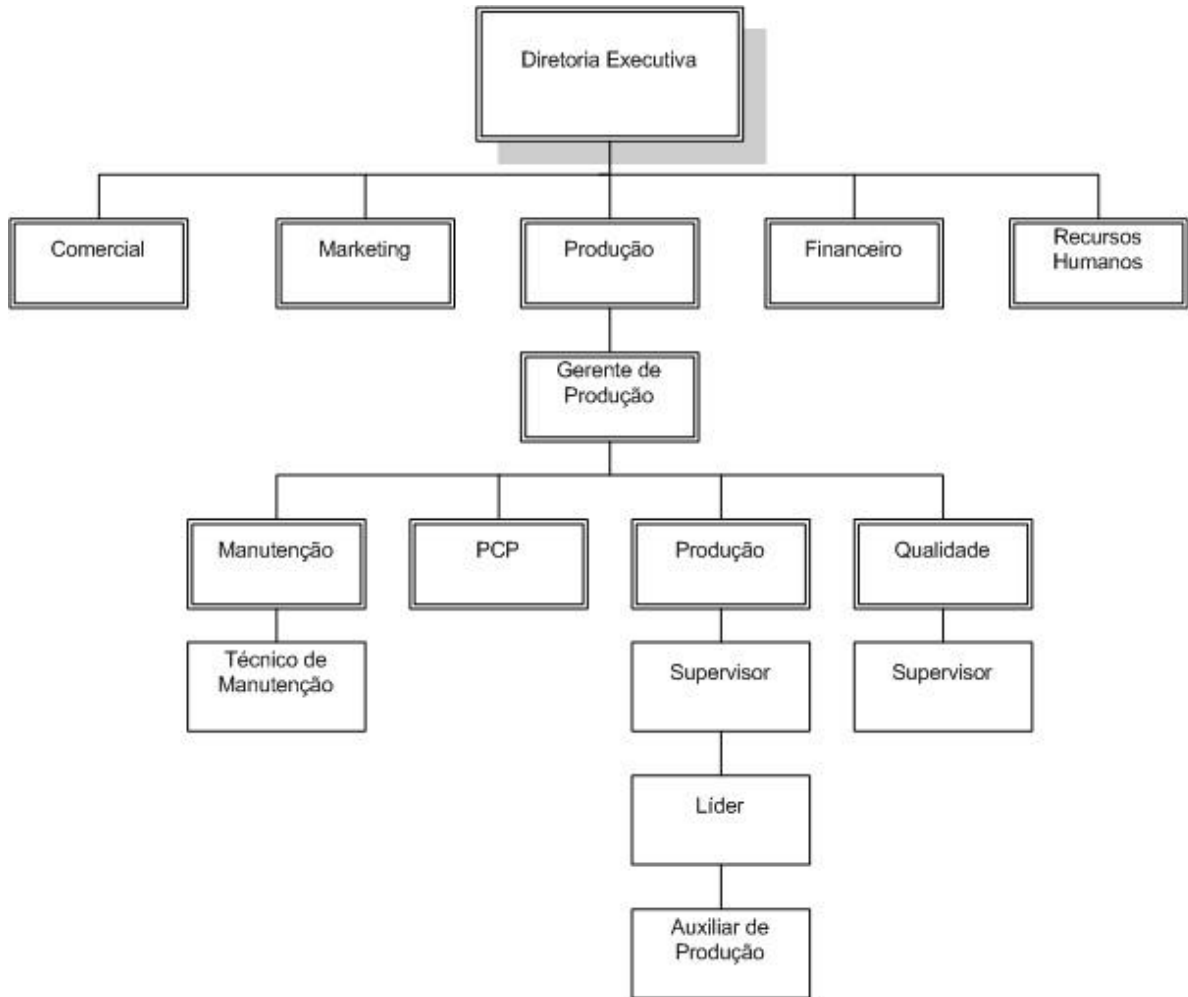 Diretoria Executiva
Comercial
Marketing
Produção
Financeiro
Recursos
Humanos
Gerente de
Produção
Manutenção
PCP
Produção
Qualidade
Técnico de
Manutenção
Supervisor
Supervisor
Líder
Auxiliar de
Produção